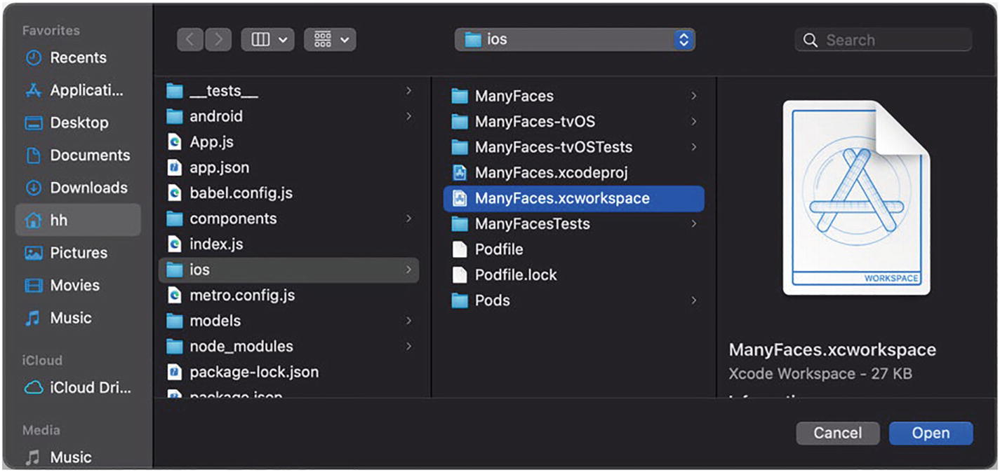 Favorites
Recents
Applicati...
Desktop
Documents
Downloads
hh
Pictures
Movies
Music
iCloud
iCloud Dri...
Media
Music
ios
Search
__tests__
android
App.js
app.json
babel.config.js
components
index.js
ios
metro.config.js
models
node_modules
package-lock.json
package.json
ManyFaces
ManyFaces-tvOS
ManyFaces-tvOSTests
ManyFaces.xcodeproj
ManyFaces.xcworkspace
ManyFacesTests
Podfile
Podfile.lock
Pods
WORKSPACE
ManyFaces.xcworkspace
Xcode Workspace - 27 KB
Cancel
Open